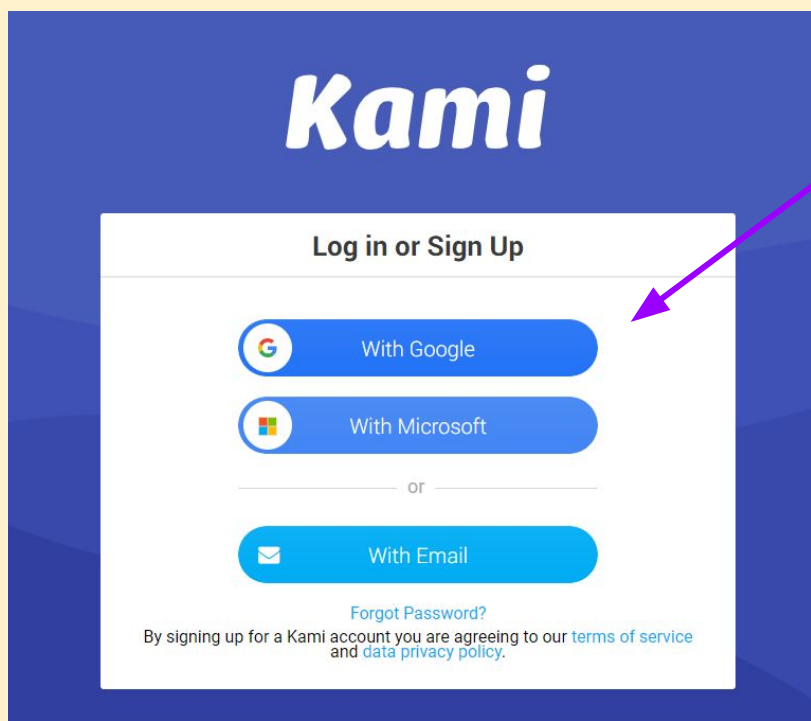 Kami
Log in or Sign Up
With Google
With Microsoft
or
With Email
Forgot Password?
By signing up for a Kami account you are agreeing to our terms of service
and data privacy policy.